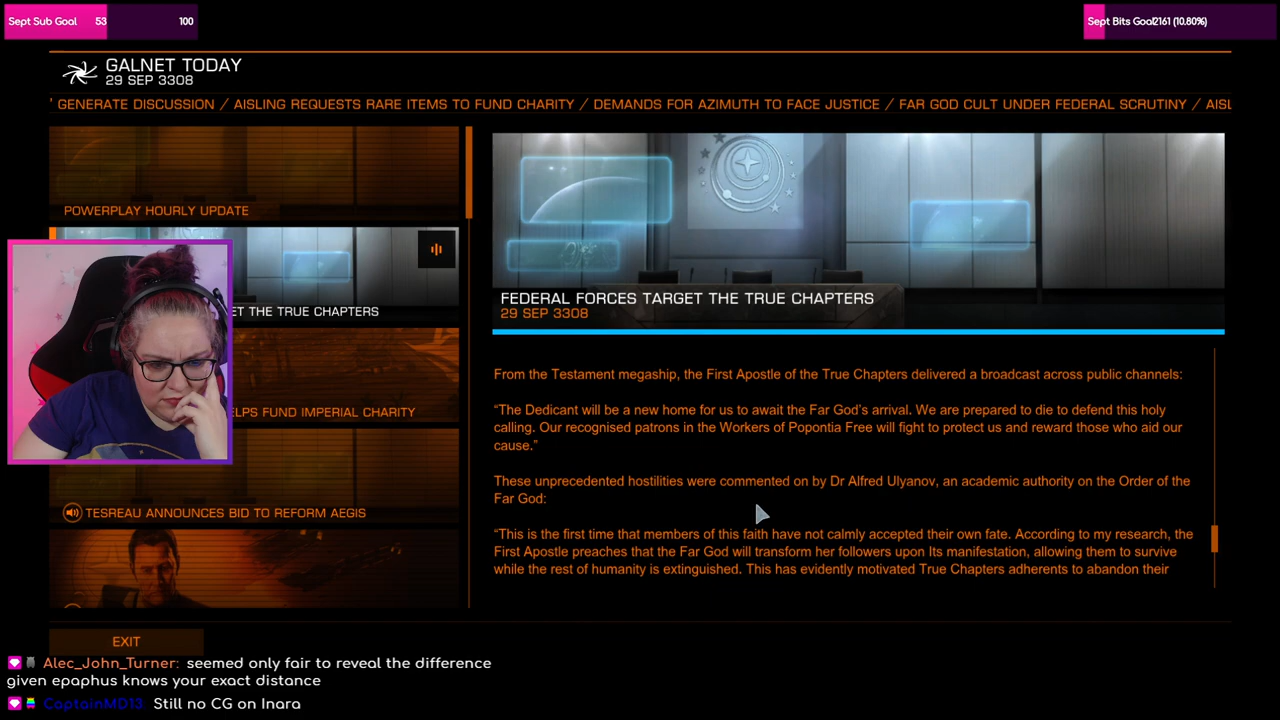 Sept Sub Goal 53 100
Sept Bits Goal2161 (10.80%)
GALNET TODAY
29 SEP 3308
' GENERATE DISCUSSION / AISLING REQUESTS RARE ITEMS TO FUND CHARITY / DEMANDS FOR AZIMUTH TO FACE JUSTICE / FAR GOD CULT UNDER FEDERAL SCRUTINY / AISL
POWERPLAY HOURLY UPDATE
ET THE TRUE CHAPTERS
ELPS FUND IMPERIAL CHARITY
TESREAU ANNOUNCES BID TO REFORM AEGIS
FEDERAL FORCES TARGET THE TRUE CHAPTERS
29 SEP 3308
From the Testament megaship, the First Apostle of the True Chapters delivered a broadcast across public channels:
“The Dedicant will be a new home for us to await the Far God’s arrival. We are prepared to die to defend this holy
calling. Our recognised patrons in the Workers of Popontia Free will fight to protect us and reward those who aid our
cause.”
These unprecedented hostilities were commented on by Dr Alfred Ulyanov, an academic authority on the Order of the
Far God:
“This is the first time that members of this faith have not calmly accepted their own fate. According to my research, the
First Apostle preaches that the Far God will transform her followers upon Its manifestation, allowing them to survive
while the rest of humanity is extinguished. This has evidently motivated True Chapters adherents to abandon their
EXIT
Alec_John_Turner: seemed only fair to reveal the difference
given epaphus knows your exact distance
CaptainMD13 Still no CG on Inara